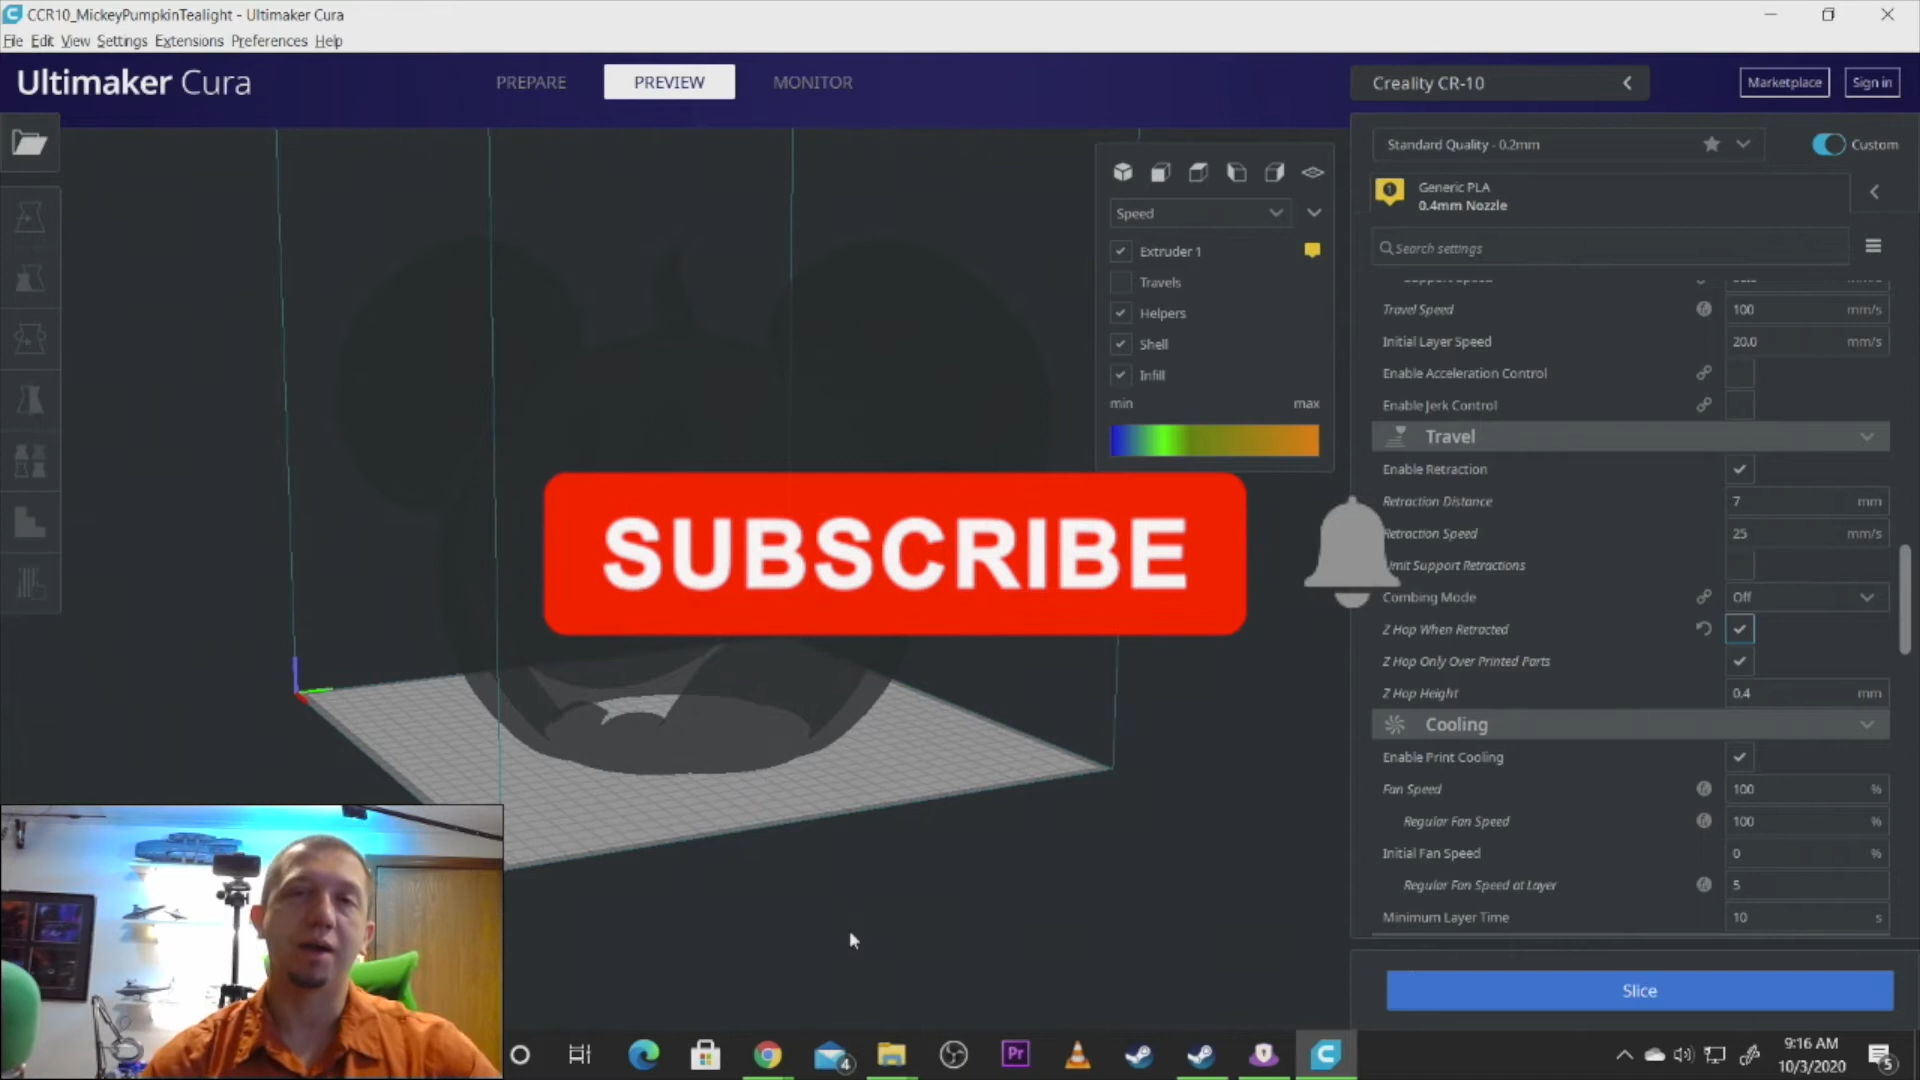 CCR10_MickeyPumpkinTealight - Ultimaker Cura
File Edit View Settings Extensions Preferences Help
Ultimaker Cura
PREPARE
PREVIEW
MONITOR
Creality CR-10
Marketplace
Sign in
Standard Quality - 0.2mm
Custom
1
Generic PLA
0.4mm Nozzle
Search settings
Speed
Extruder 1
Travels
Helpers
Shell
Infill
min max
Travel Speed 100 mm/s
Initial Layer Speed 20.0 mm/s
Enable Acceleration Control
Enable Jerk Control
Travel
Enable Retraction
Retraction Distance 7 mm
Retraction Speed 25 mm/s
Retractions
Combing Mode Off
Z Hop When Retracted
Z Hop Only Over Printed Parts
Z Hop Height 0.4 mm
Cooling
Enable Print Cooling
Fan Speed 100 %
Regular Fan Speed 100 %
Initial Fan Speed 0 %
Regular Fan Speed at Layer 5
Minimum Layer Time 10 s
Slice
SUBSCRIBE
4
Pr
9:16 AM
10/3/2020
5